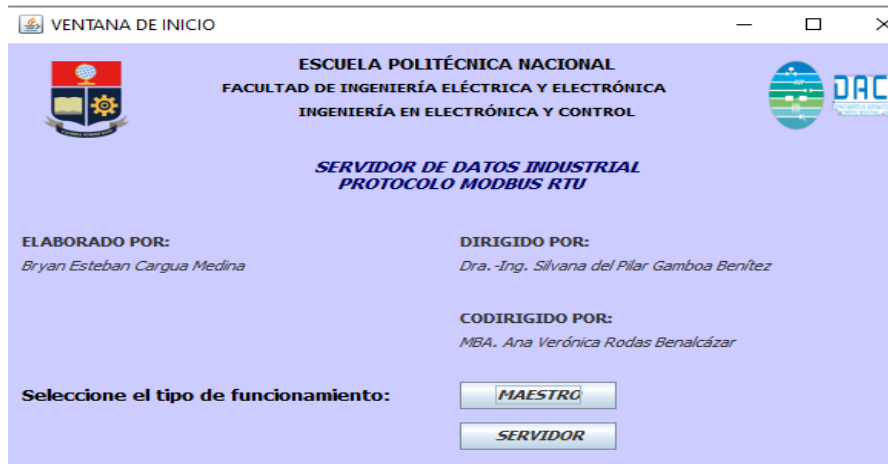 VENTANA DE INICIO
ESCUELA POLITÉCNICA NACIONAL
FACULTAD DE INGENIERÍA ELÉCTRICA Y ELECTRÓNICA
INGENIERÍA EN ELECTRÓNICA Y CONTROL
DAC
SERVIDOR DE DATOS INDUSTRIAL
PROTOCOLO MODBUS RTU
ELABORADO POR:
Bryan Esteban Cargua Medina
DIRIGIDO POR:
Dra.-Ing. Silvana del Pilar Gamboa Benítez
CODIRIGIDO POR:
MBA. Ana Verónica Rodas Benalcázar
Seleccione el tipo de funcionamiento:
MAESTRO
SERVIDOR